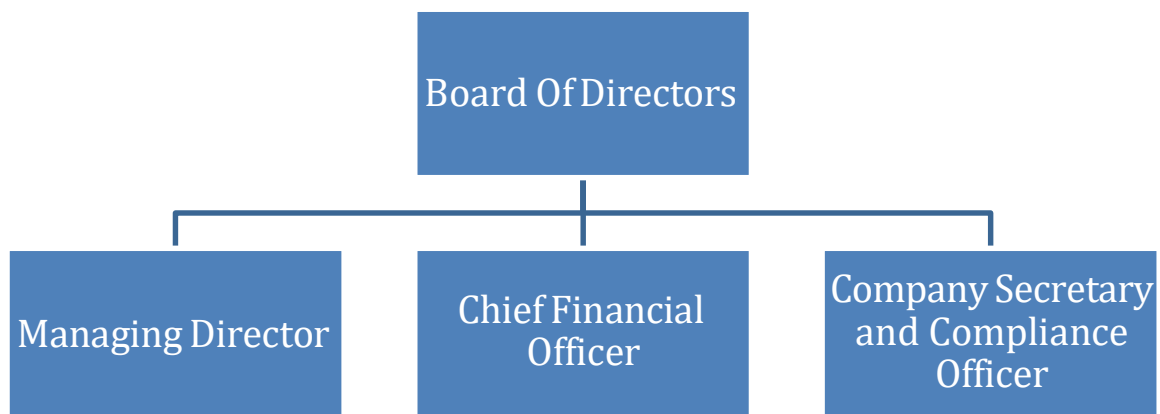 Board Of Directors
Managing Director
Chief Financial
Officer
Company Secretary
and Compliance
Officer